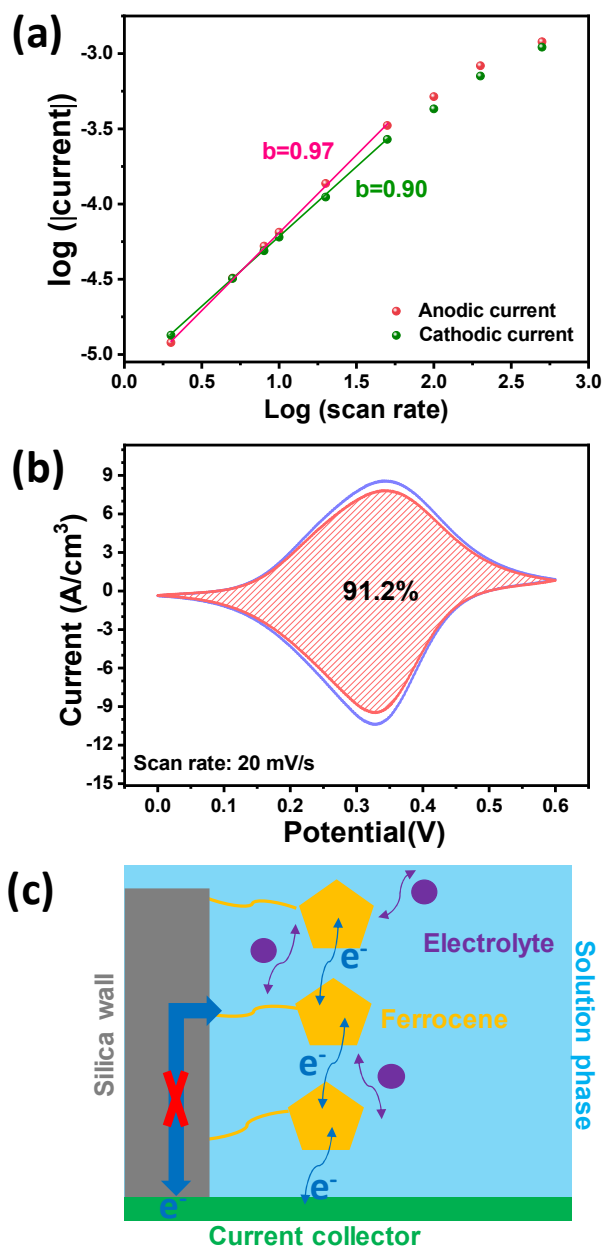 (a)
-3.0
-3.5
-4.0
-4.5
-5.0
log (|current|)
b=0.97
b=0.90
Anodic current
Cathodic current
0.0 0.5 1.0 1.5 2.0 2.5 3.0
Log (scan rate)
(b)
9
6
3
0
-3
-6
-9
-12
-15
Current (A/cm³)
91.2%
Scan rate: 20 mV/s
0.0 0.1 0.2 0.3 0.4 0.5 0.6
Potential(V)
(c)
Silica wall
Electrolyte
e⁻
Ferrocene
e⁻
e⁻
e⁻
Solution phase
Current collector